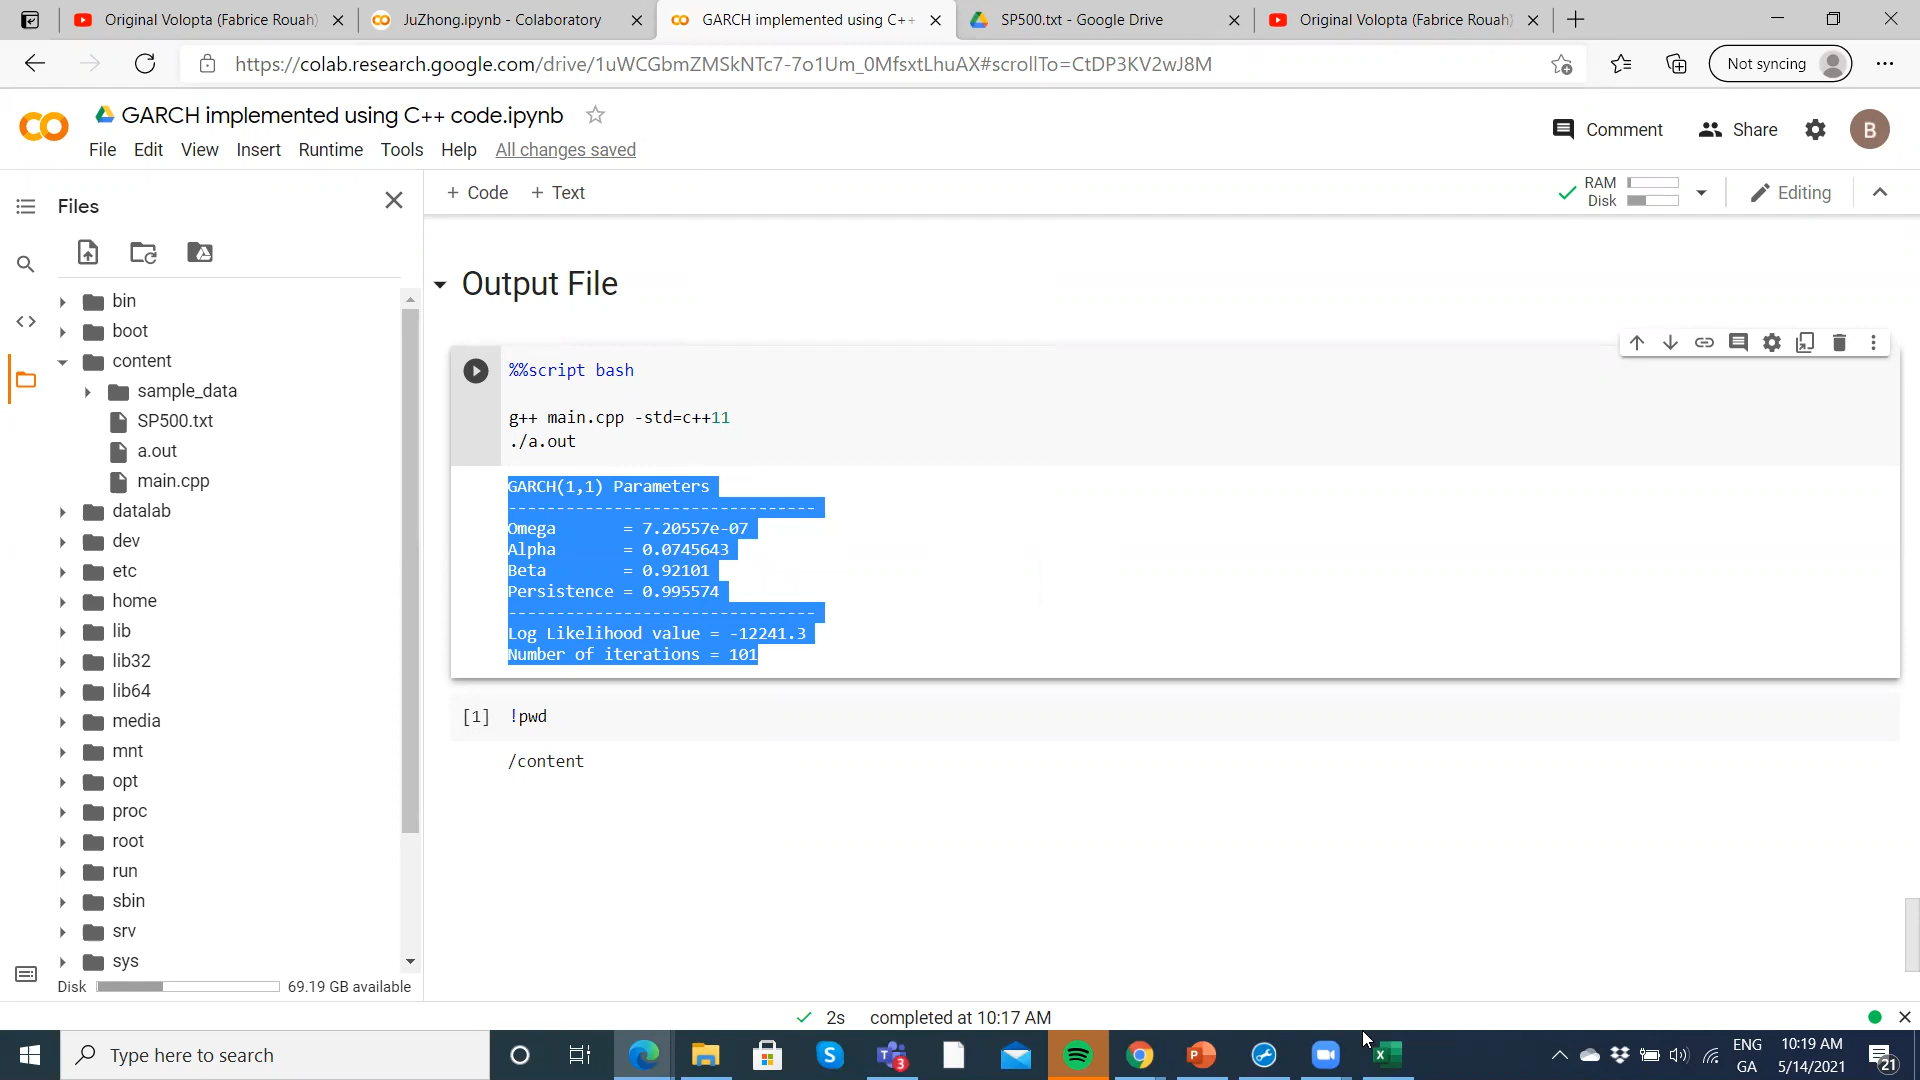 Original Volopta (Fabrice Rouah)
JuZhong.ipynb - Colaboratory
GARCH implemented using C++
SP500.txt - Google Drive
Original Volopta (Fabrice Rouah)
https://colab.research.google.com/drive/1uWCGbmZMSkNTc7-7o1Um_0MfsxtLhuAX#scrollTo=CtDP3KV2wJ8M
Not syncing
GARCH implemented using C++ code.ipynb
File Edit View Insert Runtime Tools Help All changes saved
Comment
Share
B
Files
+ Code + Text
RAM
Disk
Editing
bin
boot
content
sample_data
SP500.txt
a.out
main.cpp
datalab
dev
etc
home
lib
lib32
lib64
media
mnt
opt
proc
root
run
sbin
srv
sys
Disk 69.19 GB available
Output File
%%script bash
g++ main.cpp -std=c++11
./a.out
GARCH(1,1) Parameters
--------------------------------
Omega = 7.20557e-07
Alpha = 0.0745643
Beta = 0.92101
Persistence = 0.995574
--------------------------------
Log Likelihood value = -12241.3
Number of iterations = 101
[1] !pwd
/content
2s completed at 10:17 AM
Type here to search
3
ENG
GA
10:19 AM
5/14/2021
21